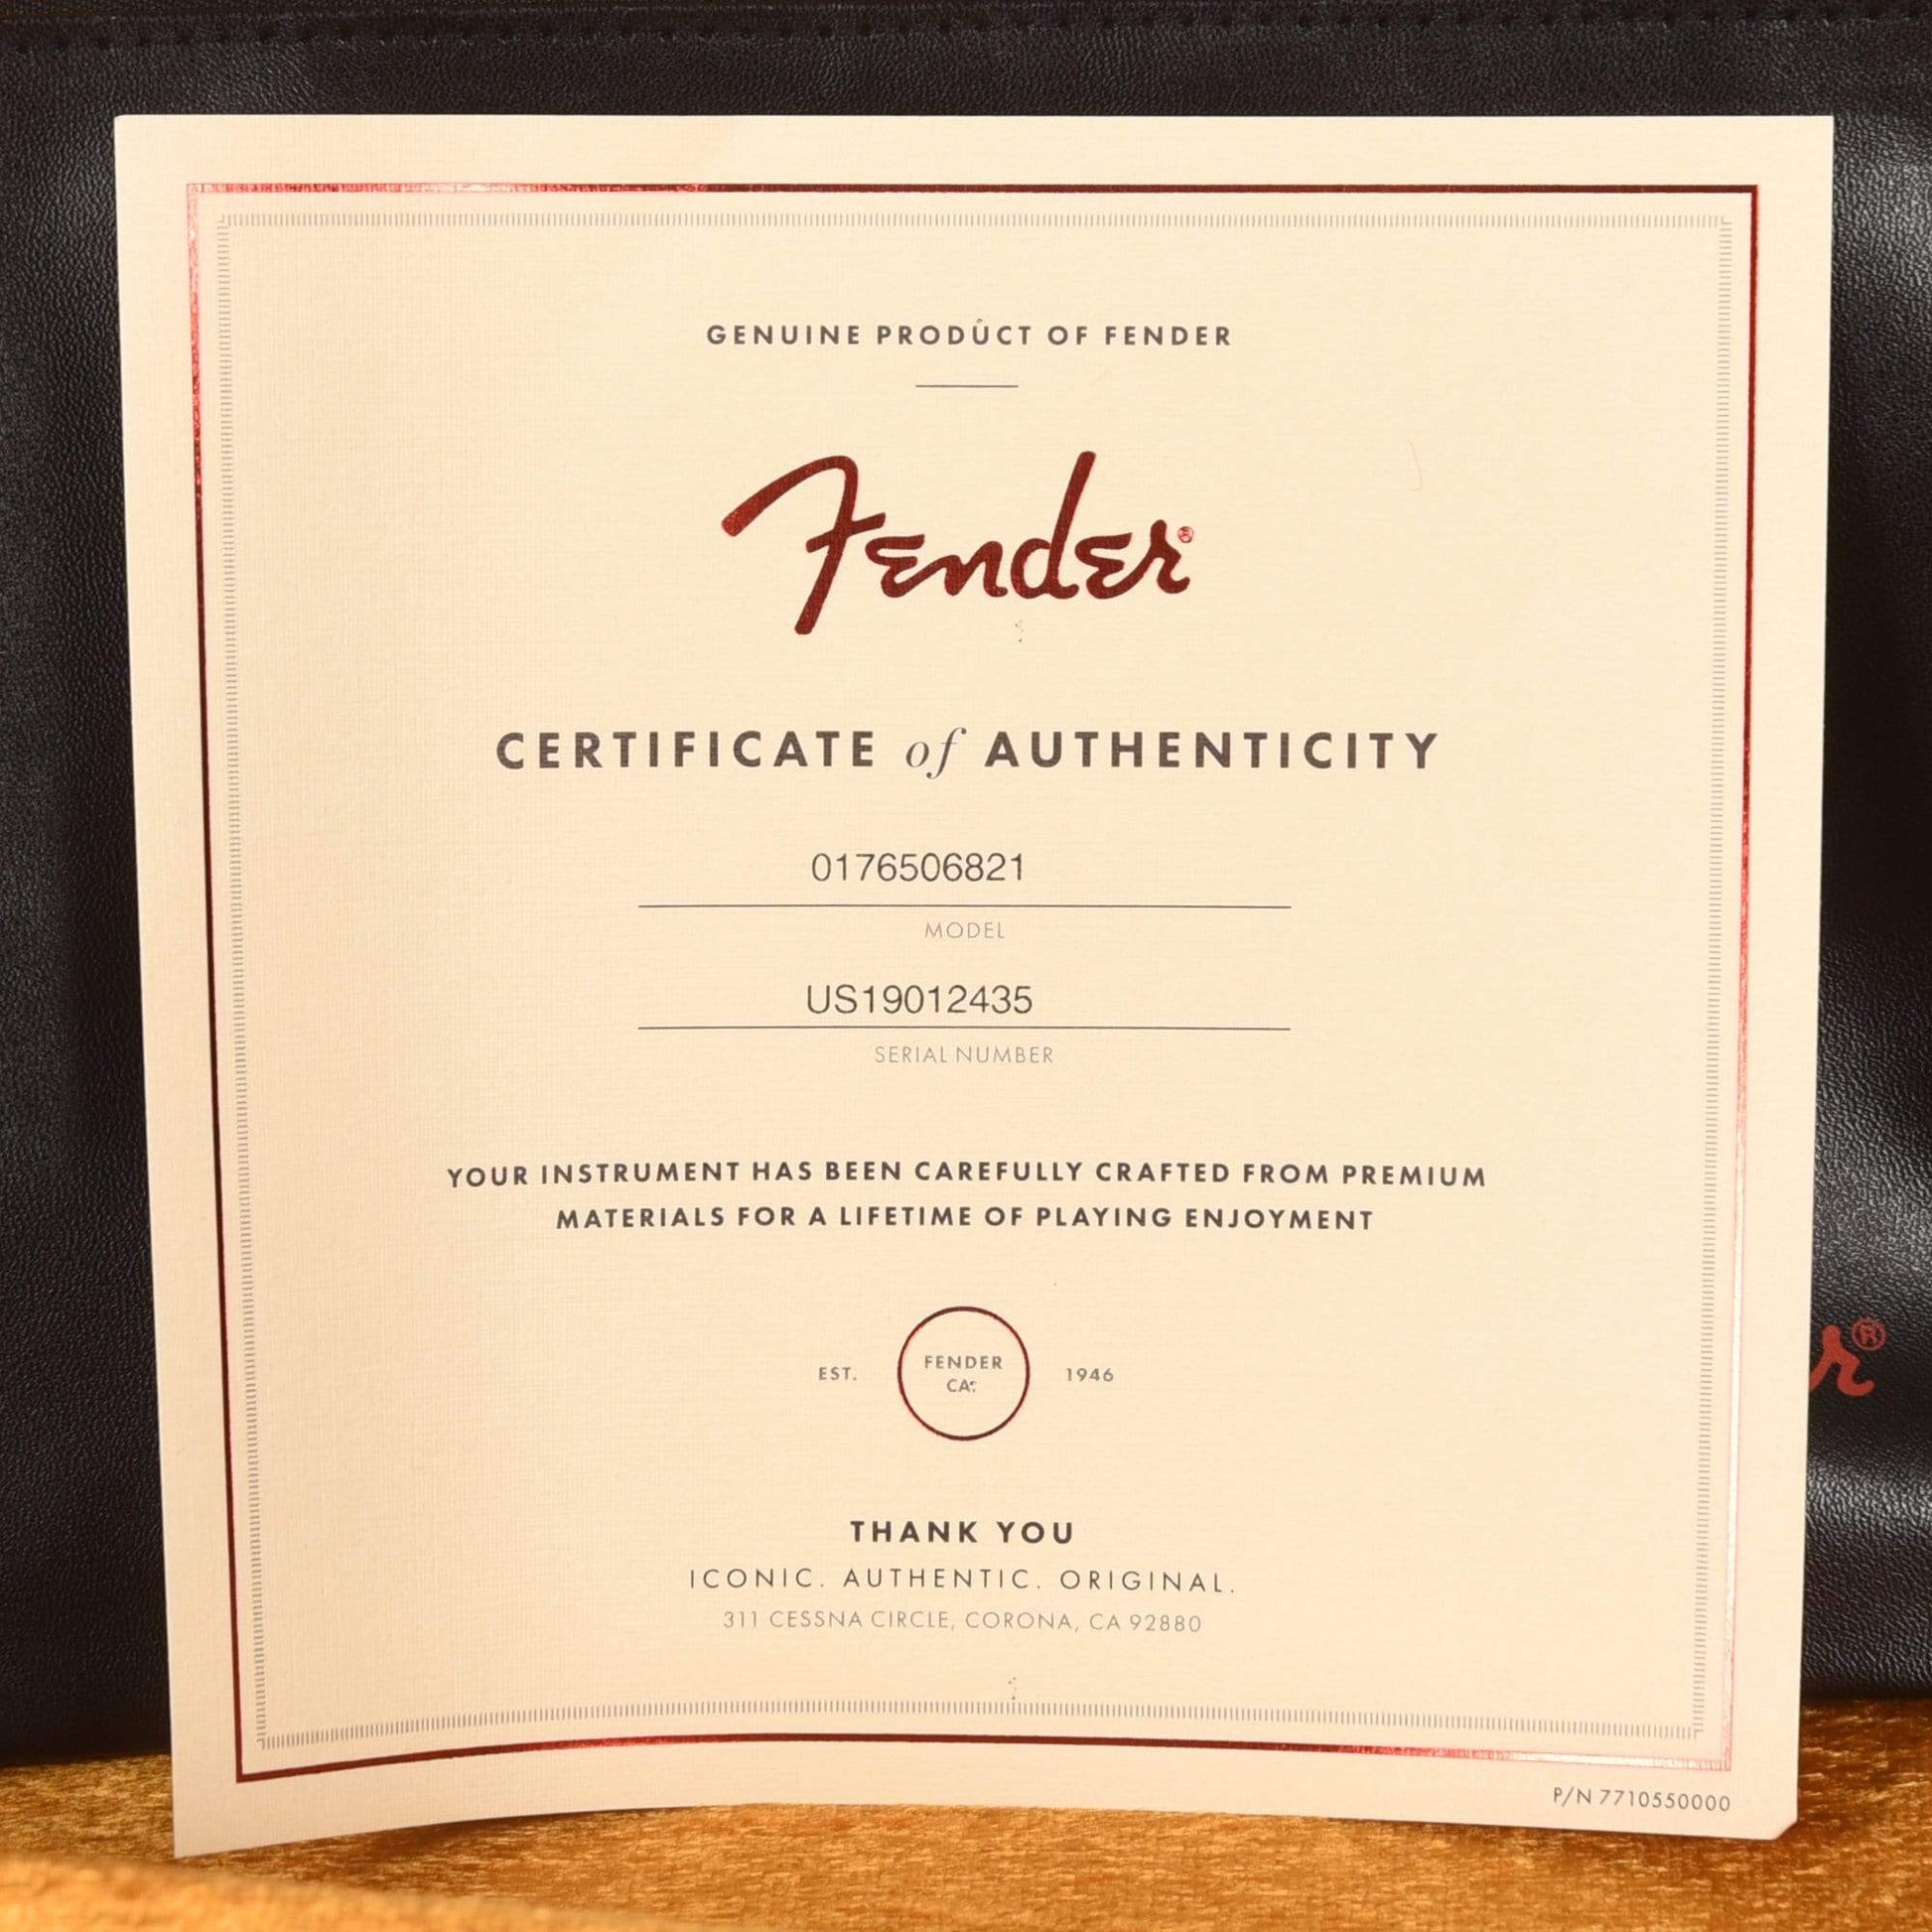 GENUINE PRODUCT OF FENDER
Fender®
CERTIFICATE of AUTHENTICITY
0176506821
MODEL
US19012435
SERIAL NUMBER
YOUR INSTRUMENT HAS BEEN CAREFULLY CRAFTED FROM PREMIUM
MATERIALS FOR A LIFETIME OF PLAYING ENJOYMENT
EST. FENDER 1946
CA.
THANK YOU
ICONIC. AUTHENTIC. ORIGINAL.
311 CESSNA CIRCLE, CORONA, CA 92880
P/N 7710550000
r®